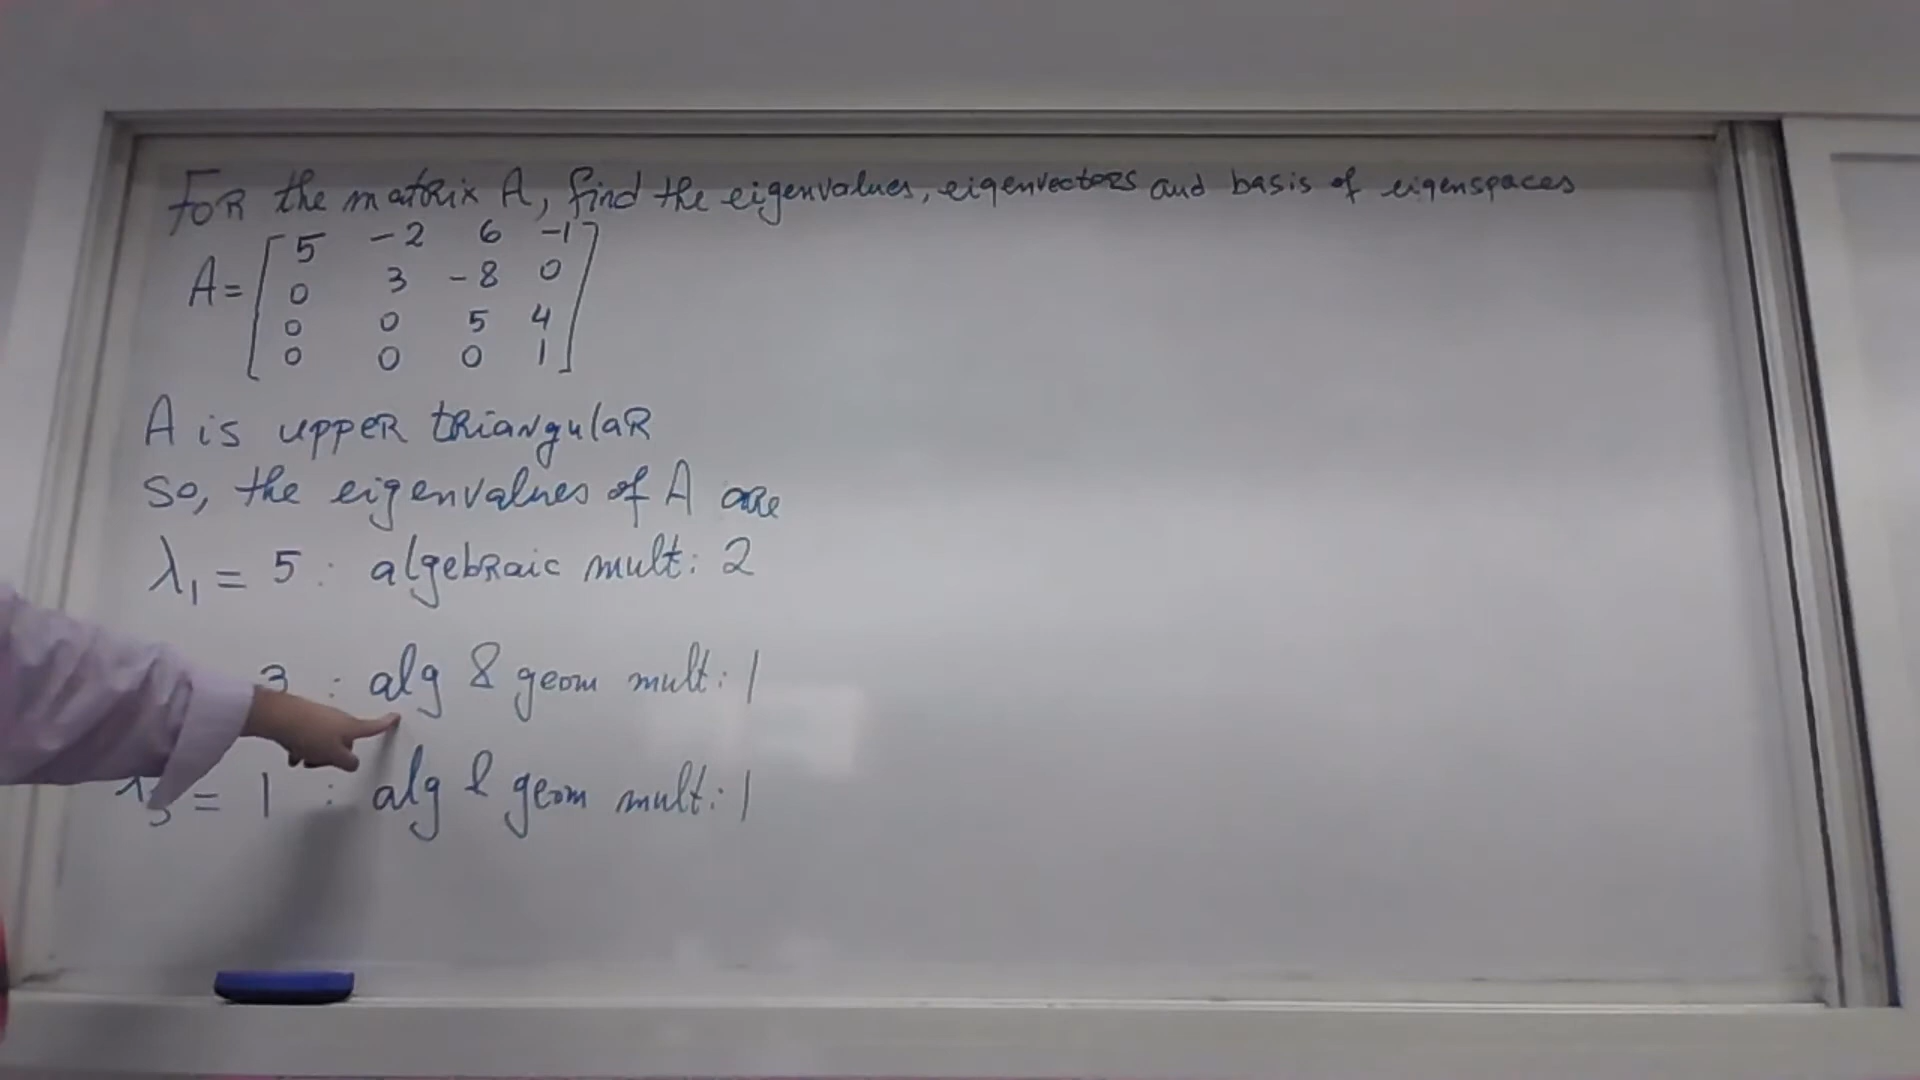 For the matrix A, find the eigenvalues, eigenvectors and basis of eigenspaces
A = [ 5 -2 6 -1
0 3 -8 0
0 0 5 4
0 0 0 1 ]
A is upper triangular
so, the eigenvalues of A are
λ₁ = 5 : algebraic mult: 2
3 : alg & geom mult: 1
λ₃ = 1 : alg & geom mult: 1